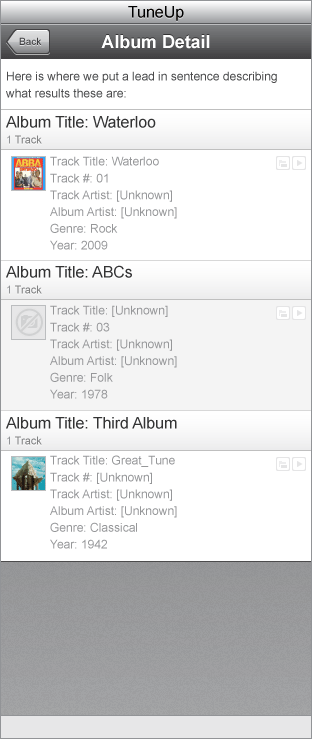 TuneUp
Back
Album Detail
Here is where we put a lead in sentence describing
what results these are:
Album Title: Waterloo
1 Track
ABBA
Track Title: Waterloo
Track #: 01
Track Artist: [Unknown]
Album Artist: [Unknown]
Genre: Rock
Year: 2009
Album Title: ABCs
1 Track
Track Title: [Unknown]
Track #: 03
Track Artist: [Unknown]
Album Artist: [Unknown]
Genre: Folk
Year: 1978
Album Title: Third Album
1 Track
Track Title: Great_Tune
Track #: [Unknown]
Track Artist: [Unknown]
Album Artist: [Unknown]
Genre: Classical
Year: 1942